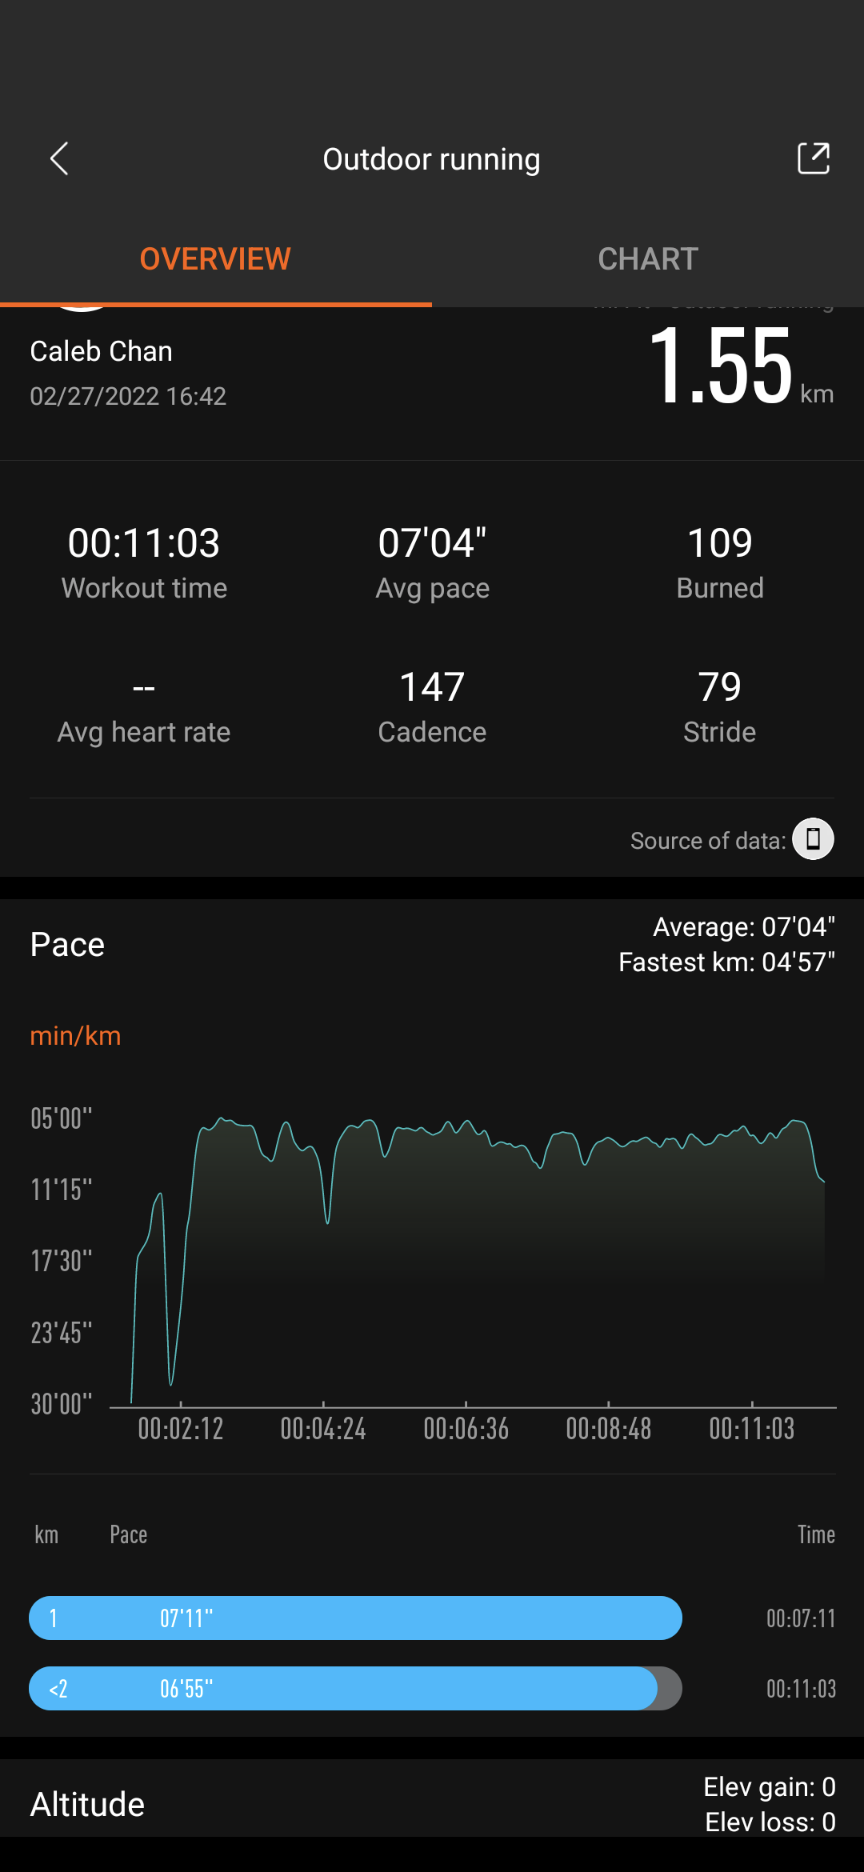 Outdoor running
OVERVIEW CHART
Caleb Chan
02/27/2022 16:42
1.55 km
00:11:03 07'04" 109
Workout time Avg pace Burned
-- 147 79
Avg heart rate Cadence Stride
Source of data:
Pace
Average: 07'04"
Fastest km: 04'57"
min/km
05'00"
11'15"
17'30"
23'45"
30'00"
00:02:12 00:04:24 00:06:36 00:08:48 00:11:03
km Pace Time
1 07'11" 00:07:11
<2 06'55" 00:11:03
Altitude
Elev gain: 0
Elev loss: 0